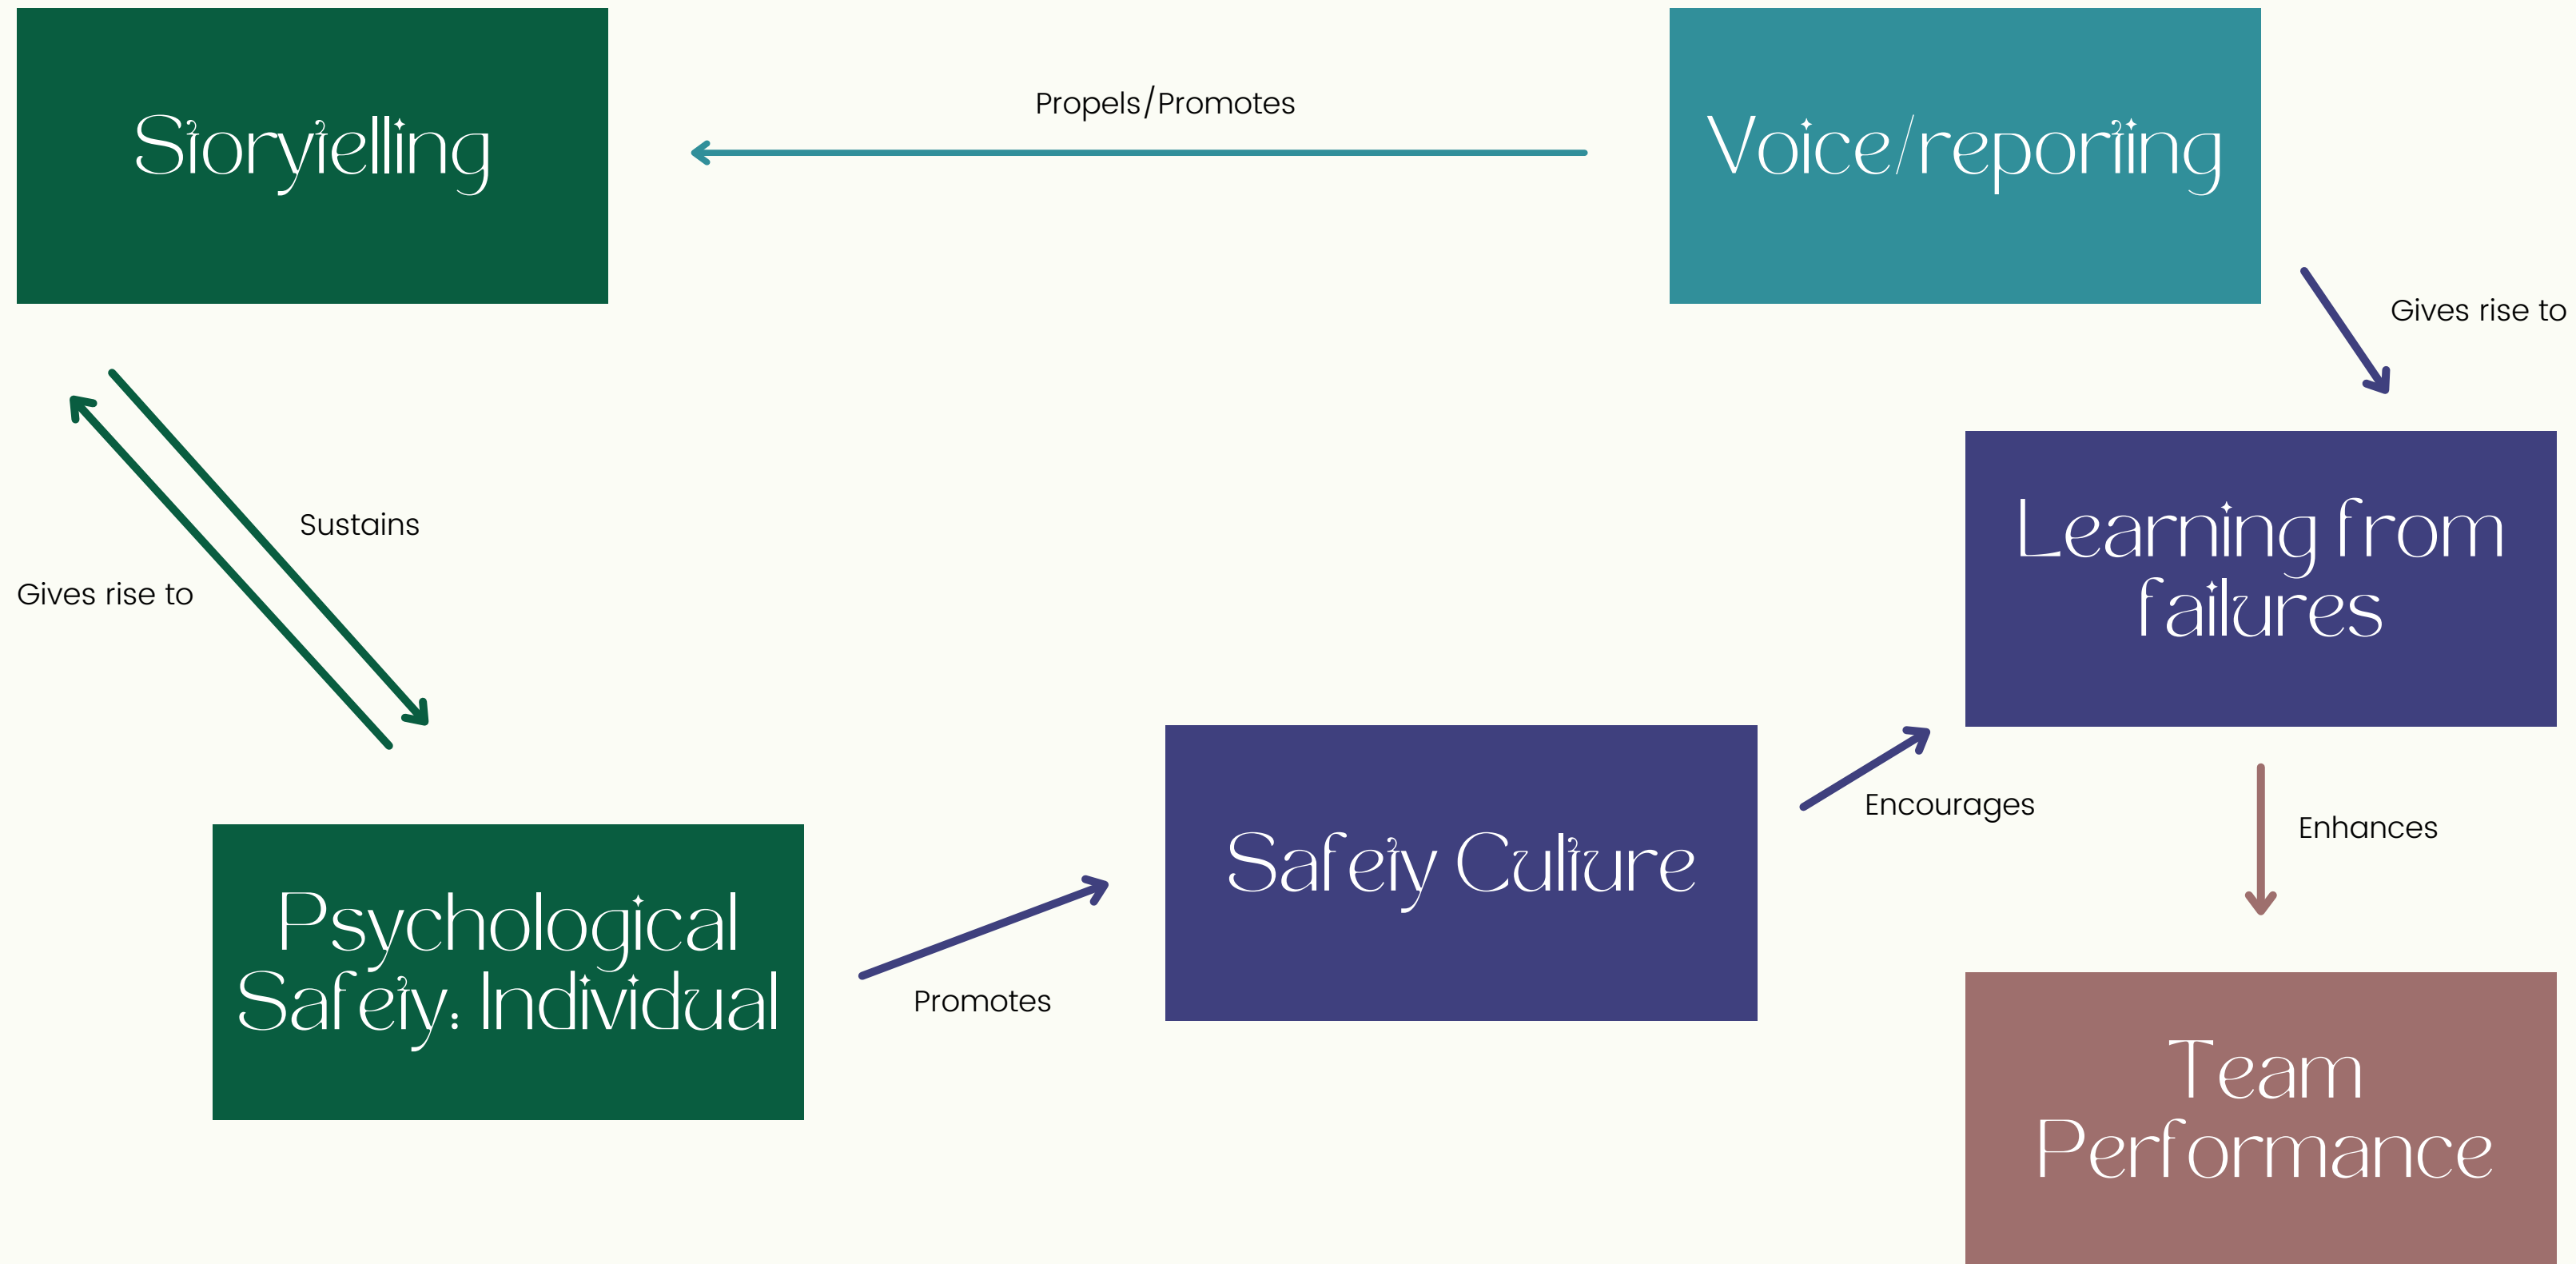 Storytelling
Propels/Promotes
Voice/reporting
Gives rise to
Sustains
Gives rise to
Learning from
failures
Psychological
Safety: Individual
Promotes
Safety Culture
Encourages
Enhances
Team
Performance